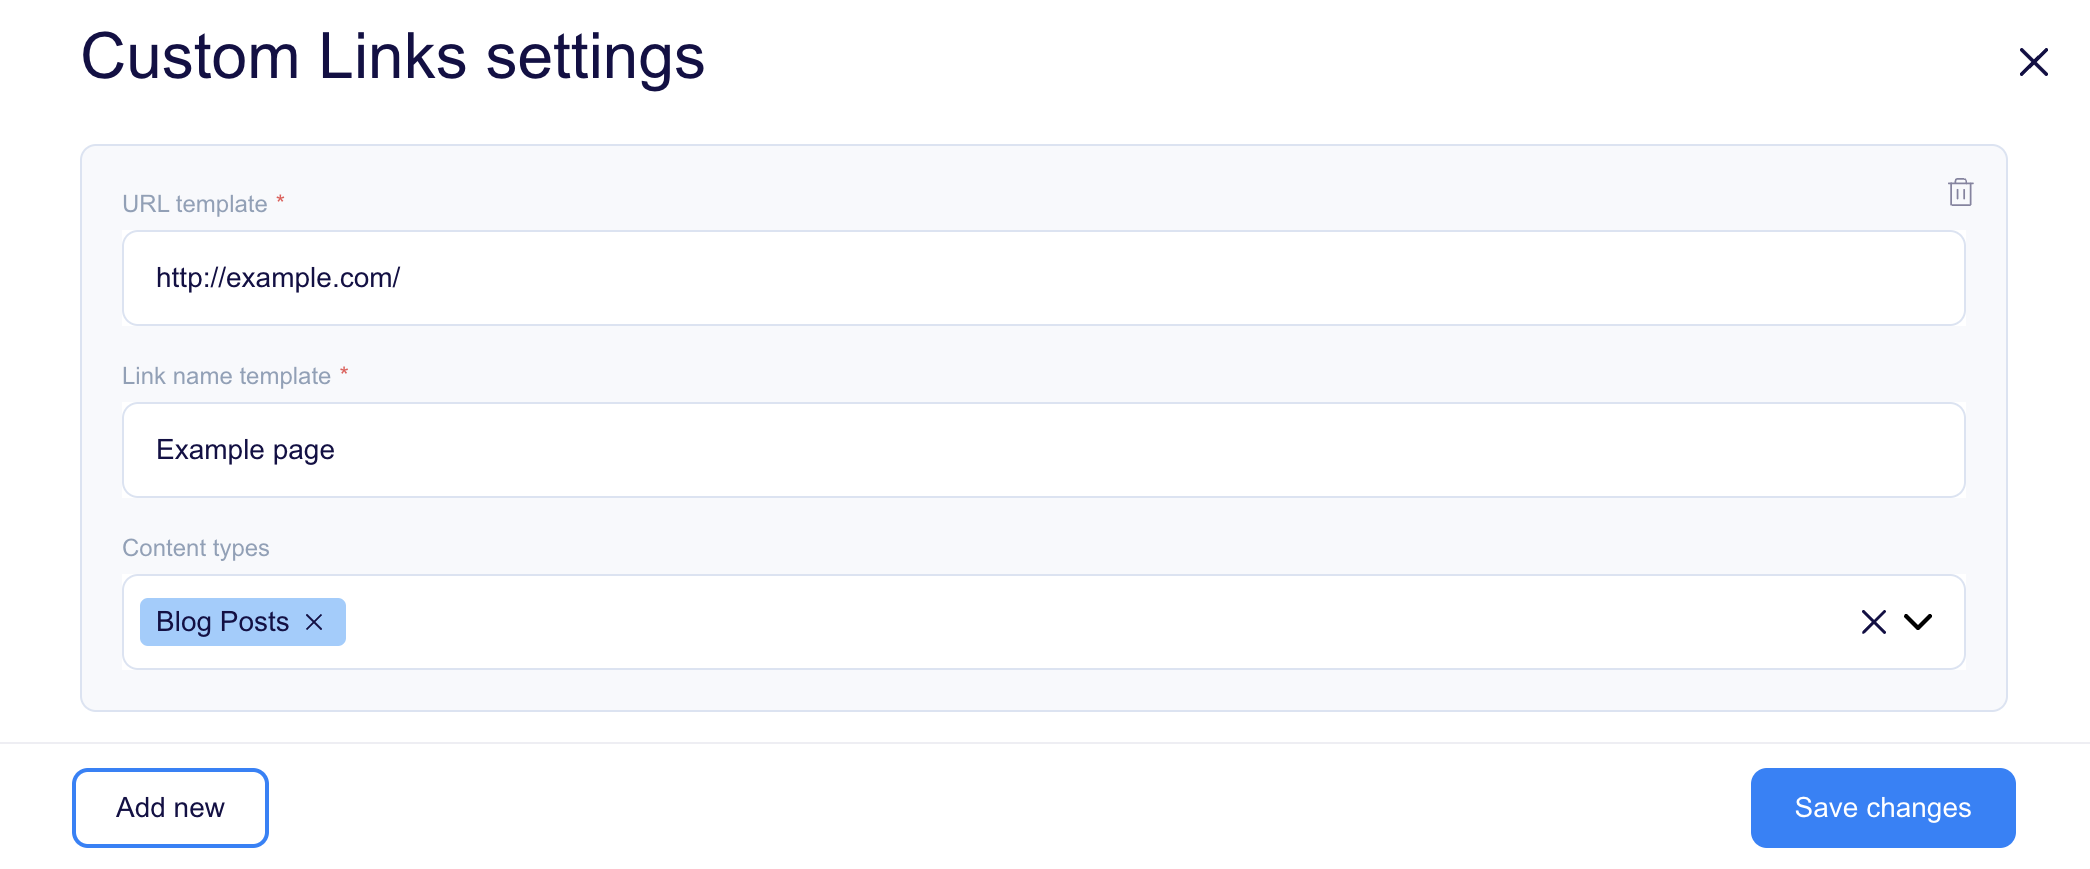 Custom Links settings
URL template *
http://example.com/
Link name template *
Example page
Content types
Blog Posts
Add new
Save changes